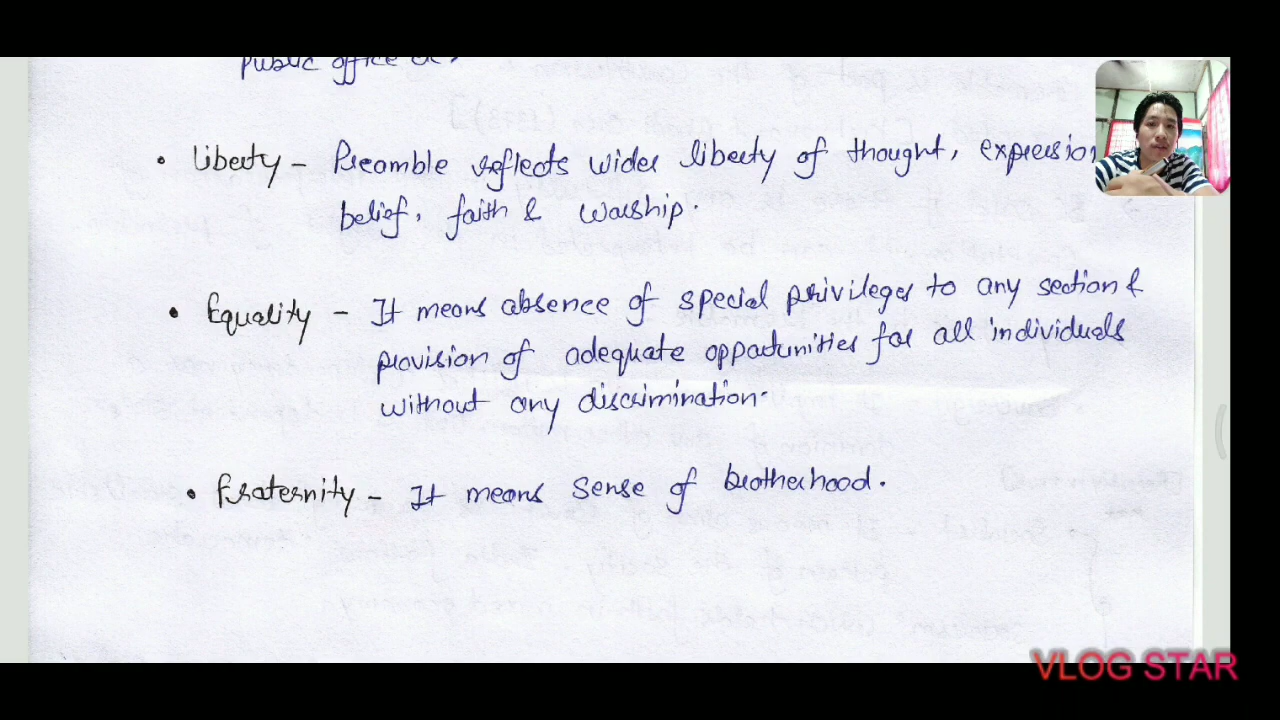 public office etc.
• Liberty – Preamble reflects wider liberty of thought, expression
belief, faith & worship.
• Equality – It means absence of special privileges to any section &
provision of adequate opportunities for all individuals
without any discrimination.
• Fraternity – It means sense of brotherhood.
VLOG STAR